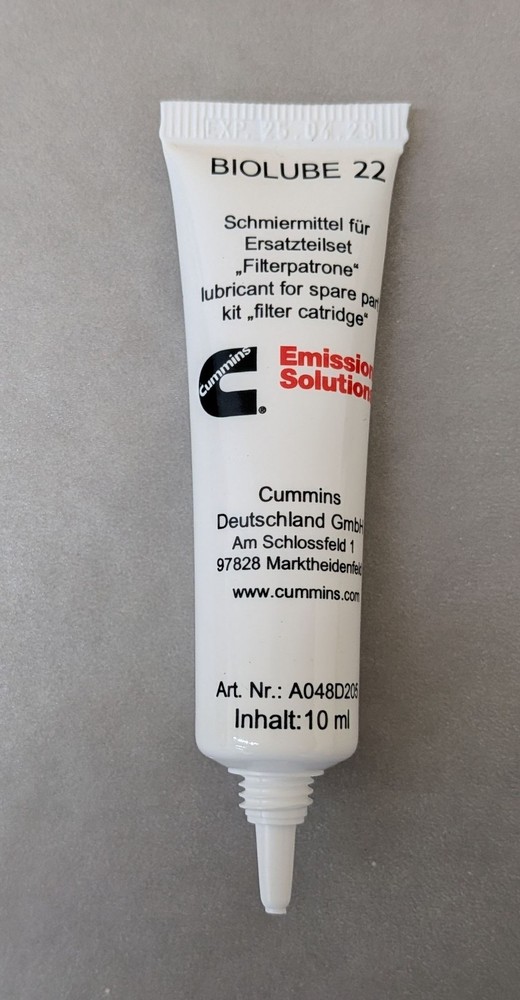 EXP. 25.04.29
BIOLUBE 22
Schmiermittel für
Ersatzteilset
„Filterpatrone“
lubricant for spare par
kit „filter catridge“
Cummins
®
Emission
Solution
Cummins
Deutschland GmbH
Am Schlossfeld 1
97828 Marktheidenfeld
www.cummins.com
Art. Nr.: A048D205
Inhalt:10 ml